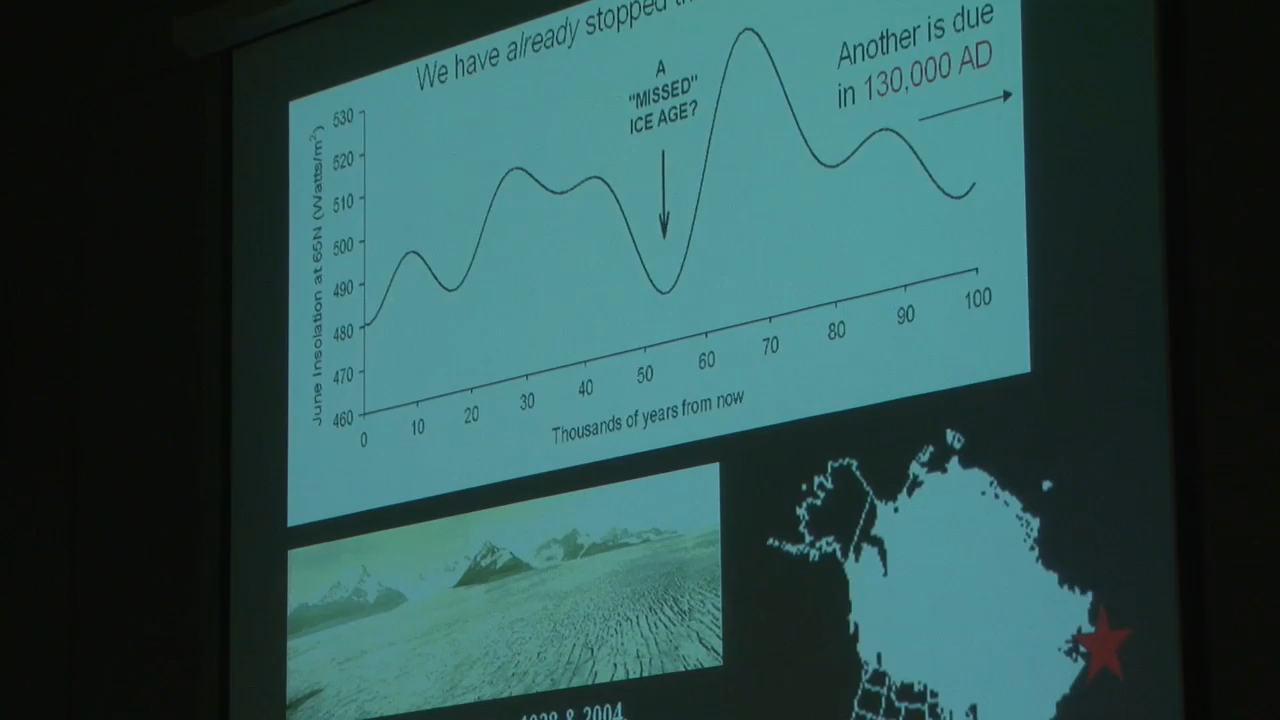 We have already stopped
A
"MISSED"
ICE AGE?
Another is due
in 130,000 AD
June Insolation at 65N (Watts/m²)
530
520
510
500
490
480
470
460
0
10
20
30
40
50
60
70
80
90
100
Thousands of years from now
& 2004